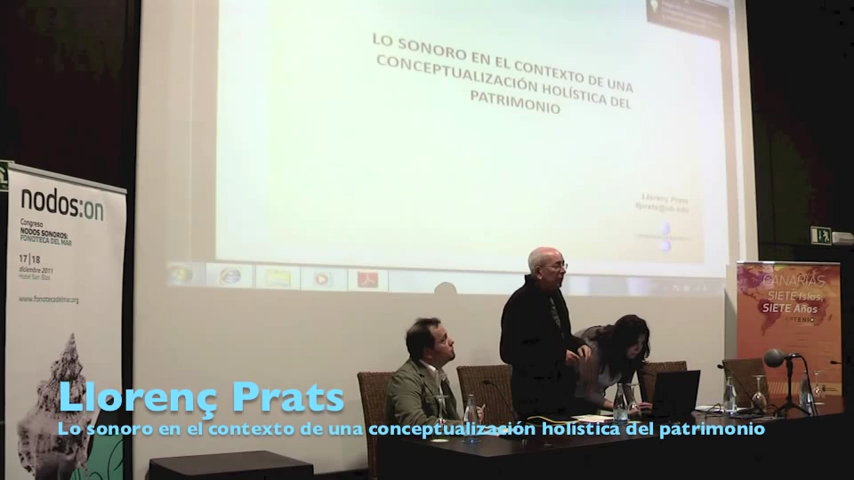 LO SONORO EN EL CONTEXTO DE UNA
CONCEPTUALIZACIÓN HOLÍSTICA DEL
PATRIMONIO
Llorenç Prats
nodos:on
Congreso
NODOS SONOROS:
FONOTECA DEL MAR
17|18
diciembre 2011
www.fonotecadelmar.org
CANARIAS
SIETE Islas,
SIETE Años
Llorenç Prats
Lo sonoro en el contexto de una conceptualización holística del patrimonio